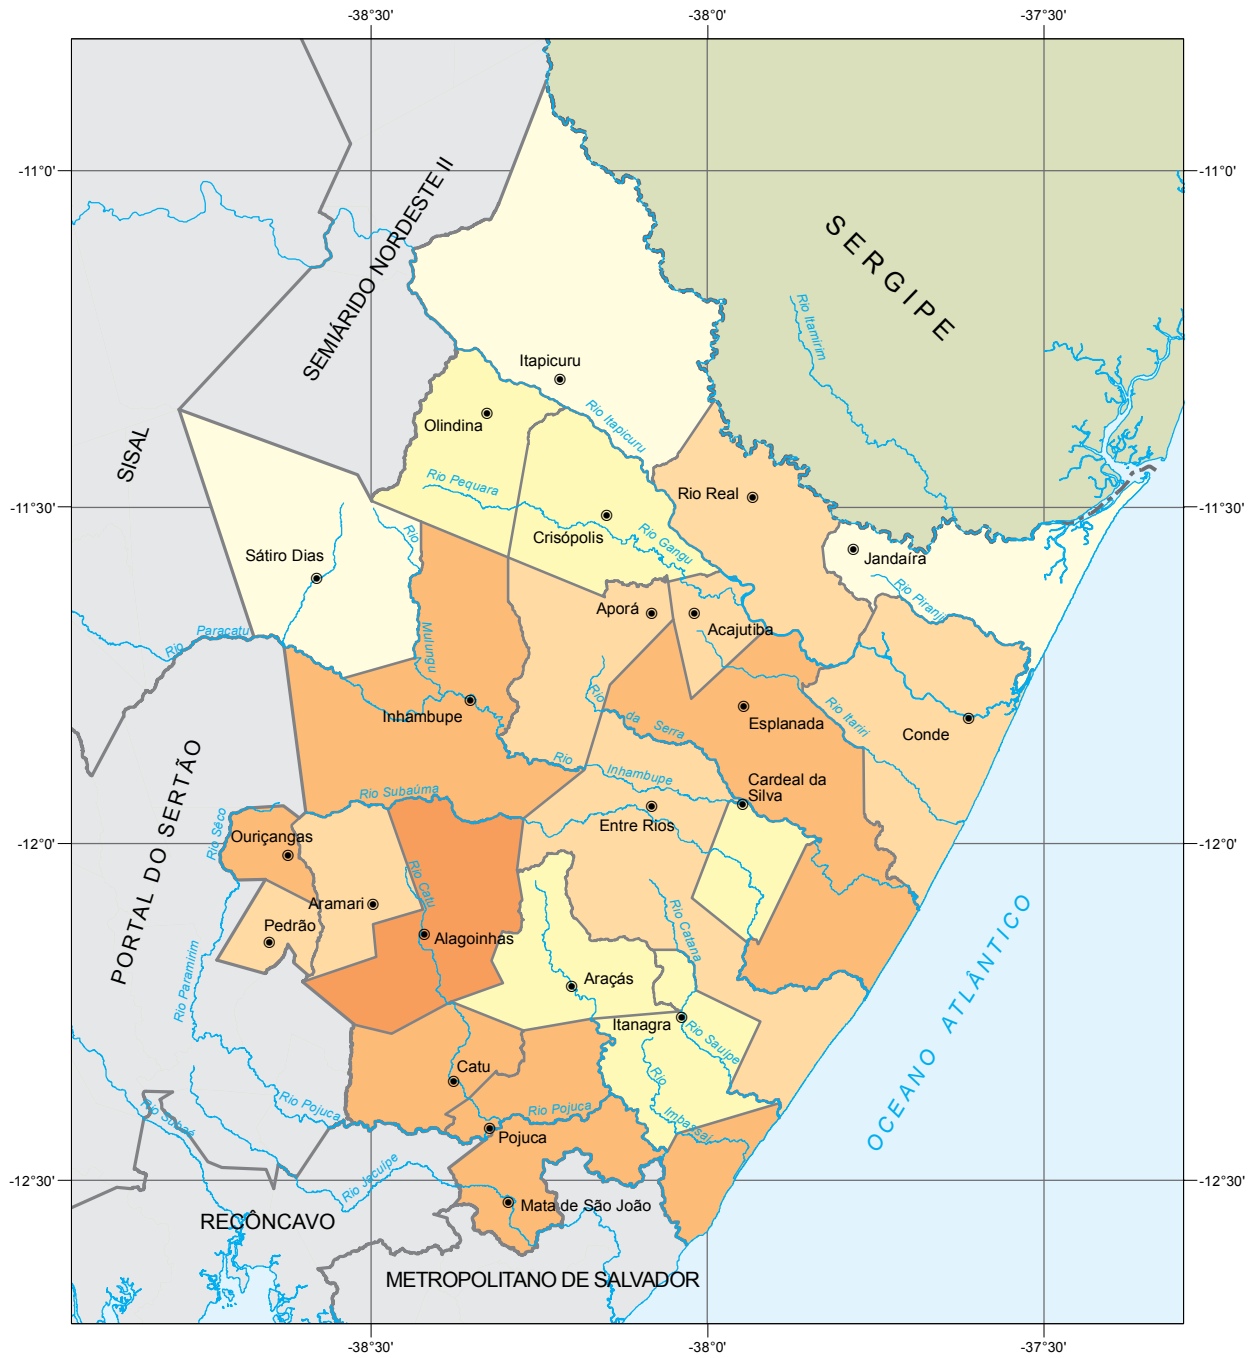 -38°30'
-38°0'
-37°30'
-11°0'
-11°0'
SEMIÁRIDO NORDESTE II
SERGIPE
Rio Itamirim
Itapicuru
Olindina
Rio Itapicuru
SISAL
Rio Pequara
Rio Real
-11°30'
-11°30'
Rio
Crisópolis
Rio Gangu
Sátiro Dias
Jandaíra
Rio Piranji
Aporá
Acajutiba
Rio
Paracatu
Mulungu
Inhambupe
Rio
da
Serra
Esplanada
Rio Itariri
Conde
PORTAL DO SERTÃO
Rio
Inhambupe
Cardeal da
Silva
Rio Subaúma
Entre Rios
Rio Sêco
Ouriçangas
-12°0'
-12°0'
Rio Catu
Aramari
Pedrão
Alagoinhas
Rio Catana
Rio Paramirim
Araçás
Itanagra
Rio Sauípe
OCEANO ATLÂNTICO
Catu
Rio
Rio Pojuca
Rio Pojuca
Imbassaí
Rio Subaé
Pojuca
Rio Jacuípe
-12°30'
-12°30'
Mata de São João
RECÔNCAVO
METROPOLITANO DE SALVADOR
-38°30'
-38°0'
-37°30'